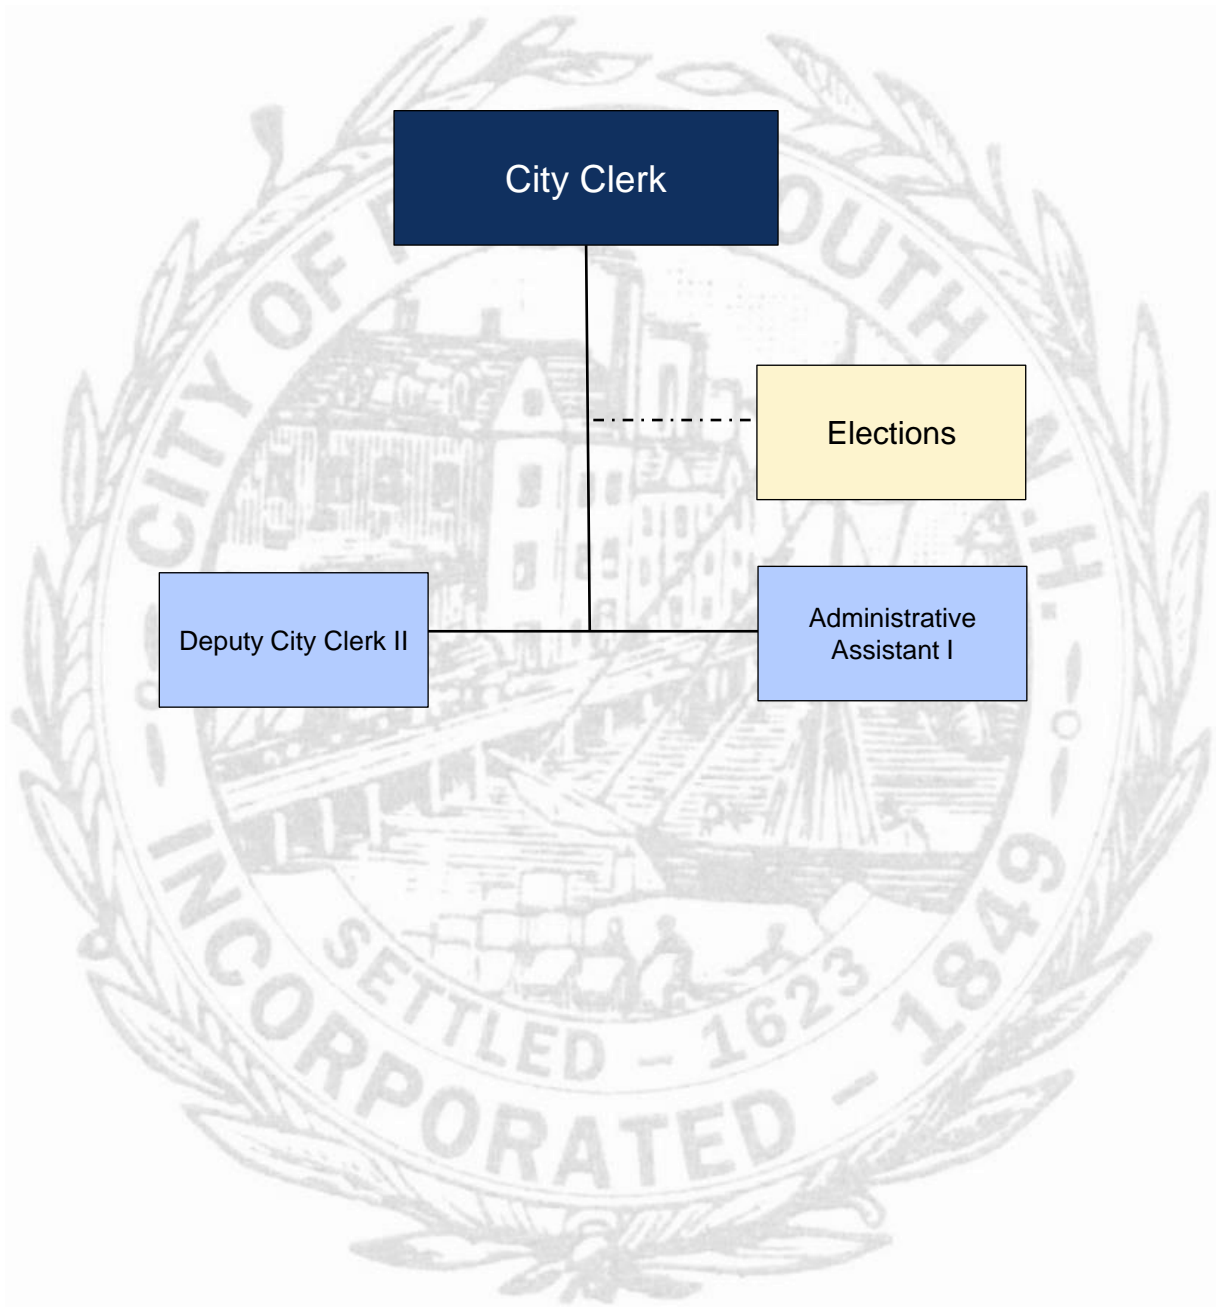 City Clerk
Elections
Deputy City Clerk II
Administrative
Assistant I
CITY OF P OUTH N.H.
INCORPORATED - 1849
SETTLED - 1623